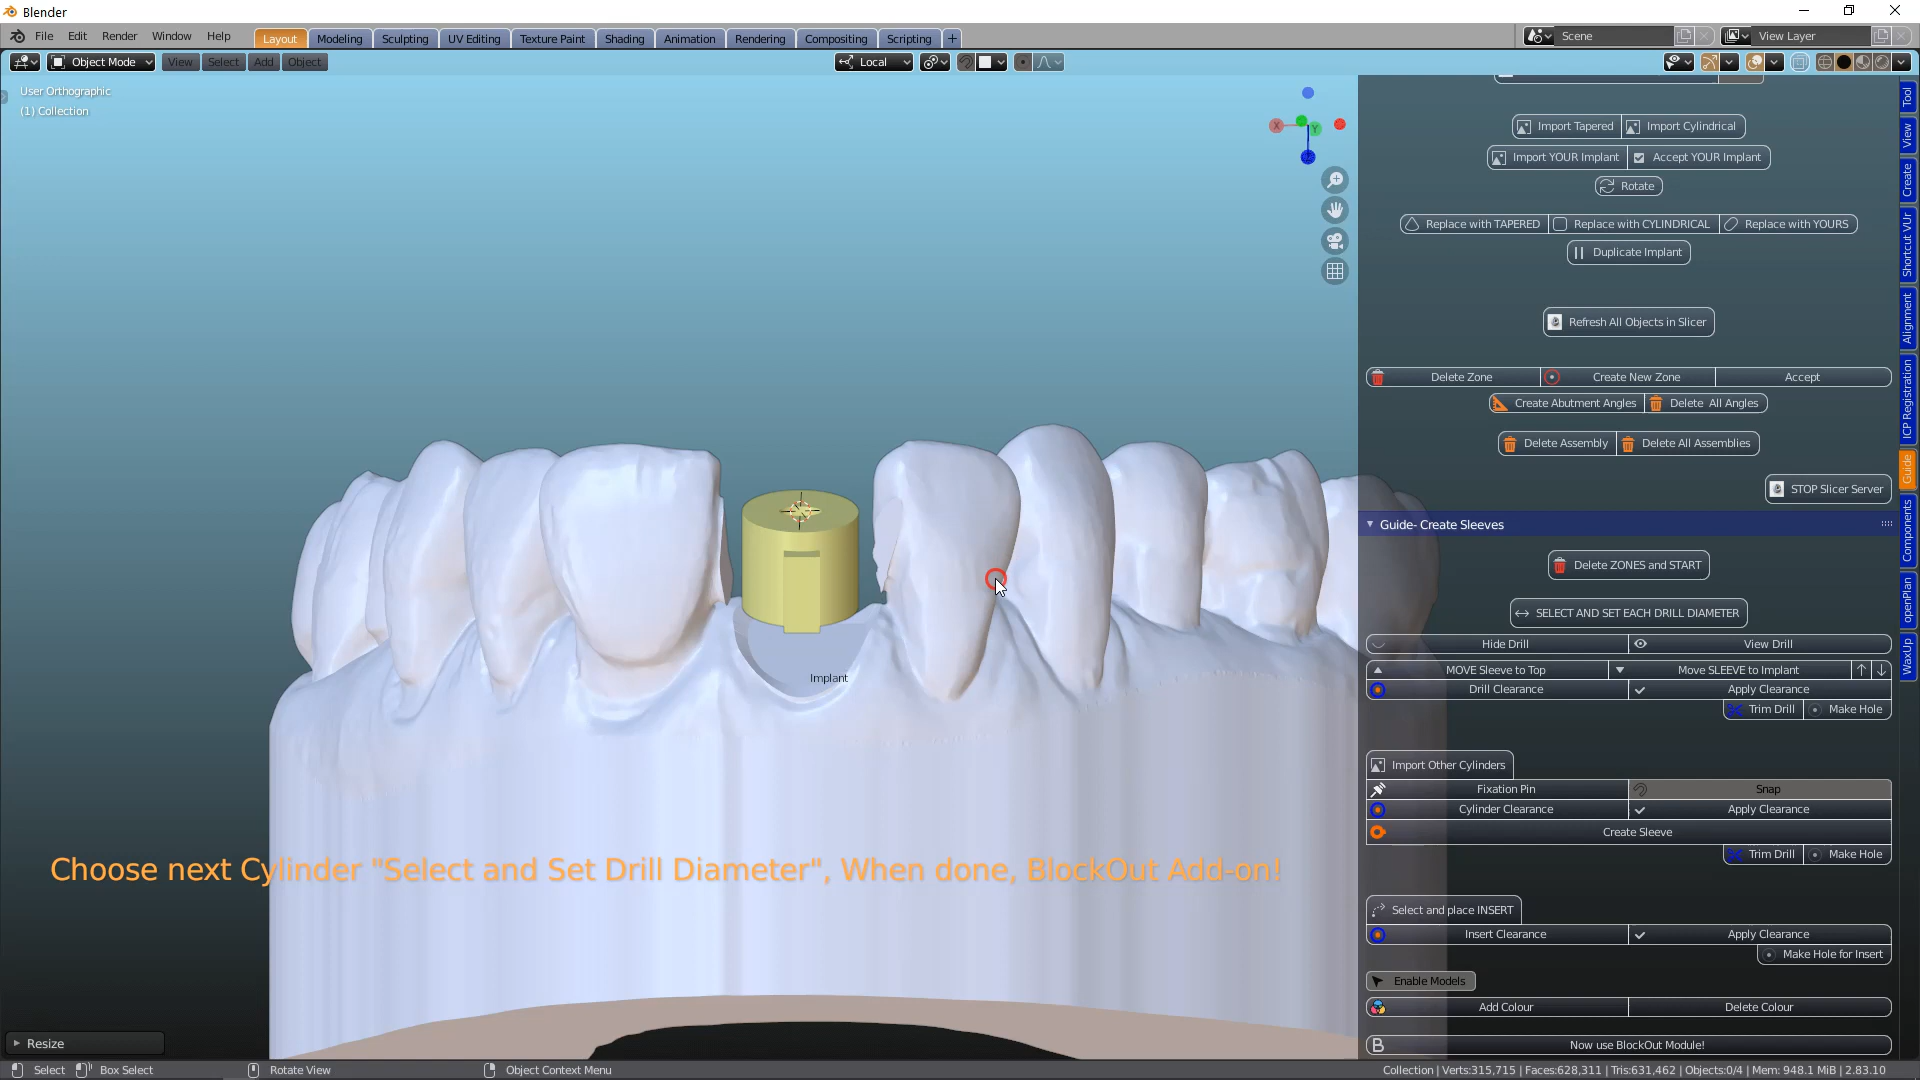 Blender
File Edit Render Window Help Layout Modeling Sculpting UV Editing Texture Paint Shading Animation Rendering Compositing Scripting + Scene View Layer
Object Mode View Select Add Object Local
User Orthographic
(1) Collection
X Y
Import Tapered Import Cylindrical
Import YOUR Implant Accept YOUR Implant
Rotate
Replace with TAPERED Replace with CYLINDRICAL Replace with YOURS
Duplicate Implant
Refresh All Objects in Slicer
Delete Zone Create New Zone Accept
Create Abutment Angles Delete All Angles
Delete Assembly Delete All Assemblies
STOP Slicer Server
Guide- Create Sleeves
Delete ZONES and START
SELECT AND SET EACH DRILL DIAMETER
Hide Drill View Drill
MOVE Sleeve to Top Move SLEEVE to Implant
Drill Clearance Apply Clearance
Trim Drill Make Hole
Import Other Cylinders
Fixation Pin Snap
Cylinder Clearance Apply Clearance
Create Sleeve
Trim Drill Make Hole
Select and place INSERT
Insert Clearance Apply Clearance
Make Hole for Insert
Enable Models
Add Colour Delete Colour
Now use BlockOut Module!
Tool
View
Create
Shortcut VUr
Alignment
ICP Registration
Guide
Components
openPlan
WaxUp
Implant
Choose next Cylinder "Select and Set Drill Diameter", When done, BlockOut Add-on!
Resize
Select Box Select Rotate View Object Context Menu Collection | Verts:315,715 | Faces:628,311 | Tris:631,462 | Objects:0/4 | Mem: 948.1 MiB | 2.83.10